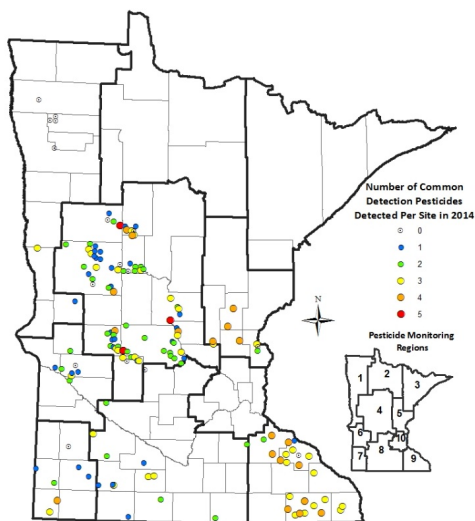 Number of Common
Detection Pesticides
Detected Per Site in 2014
0
1
2
3
4
5
N
Pesticide Monitoring
Regions
1
2
3
4
5
6
10
7
8
9